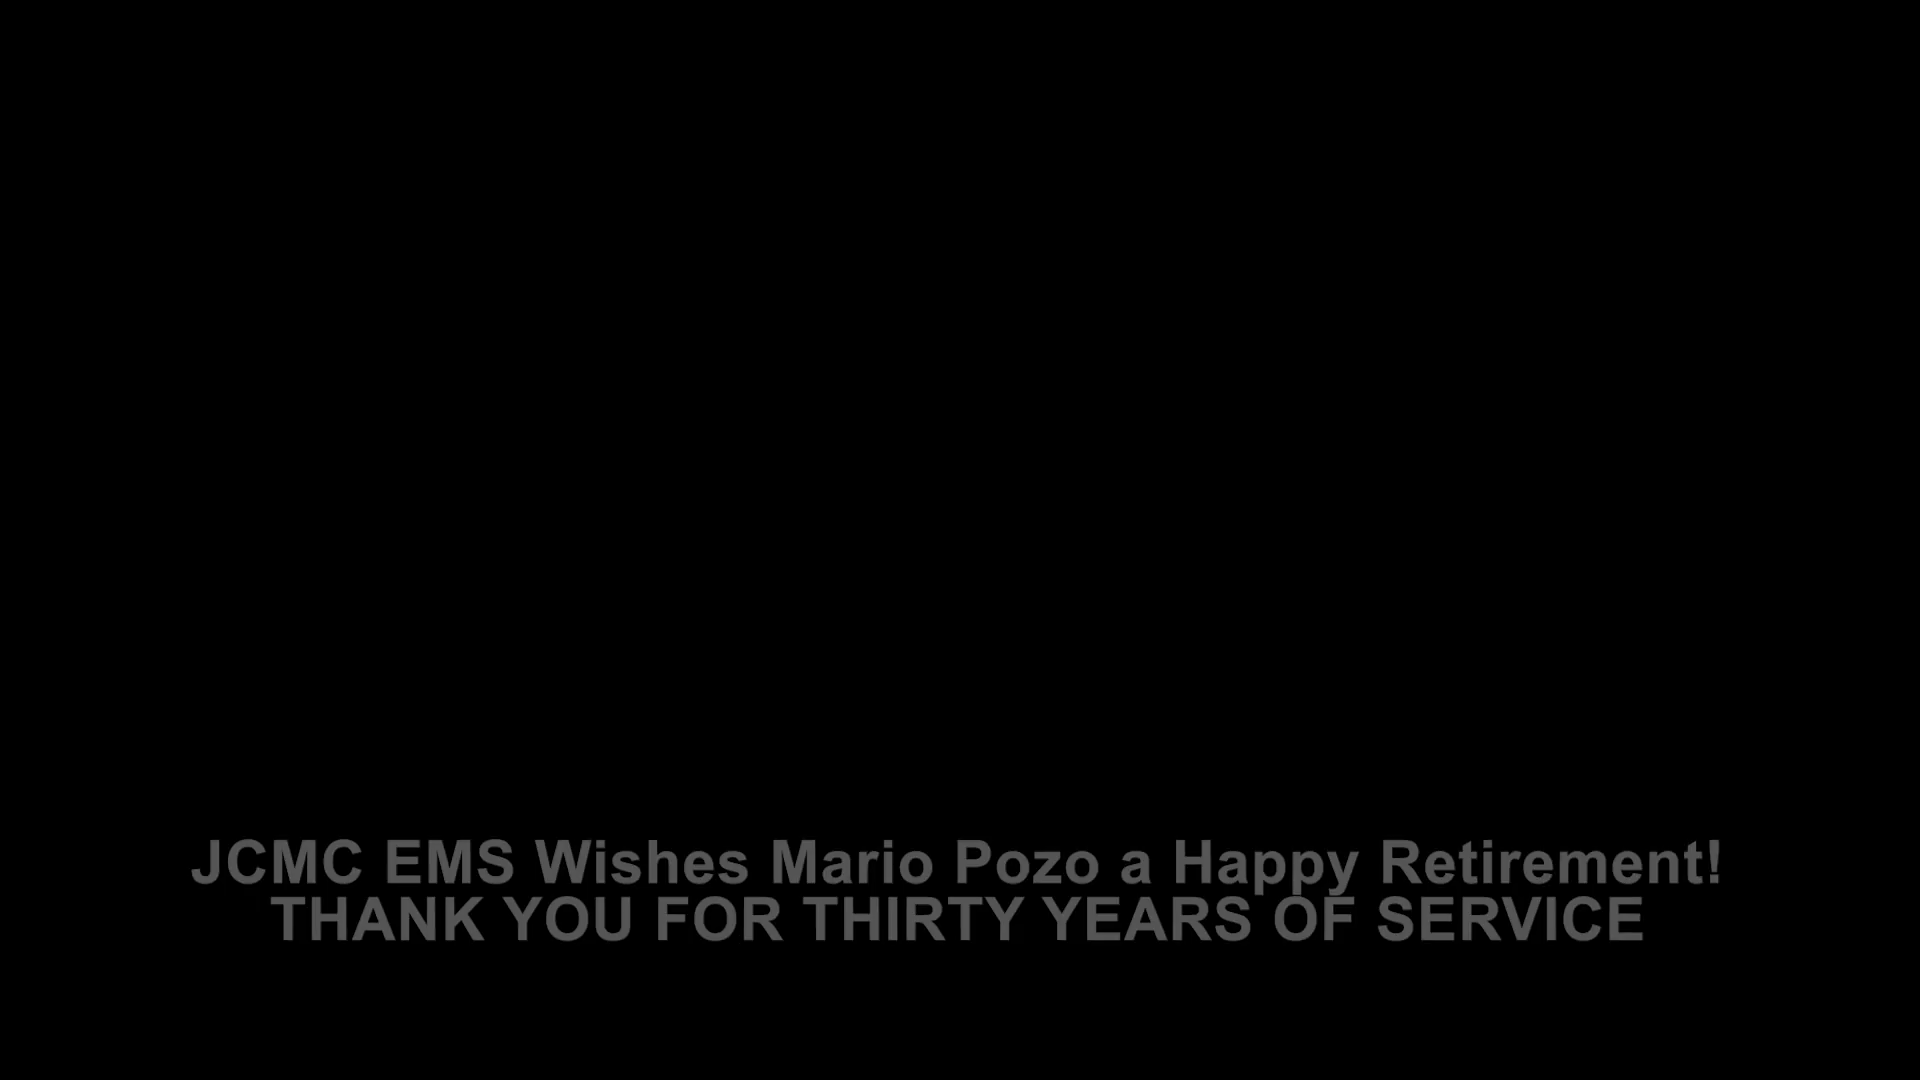 JCMC EMS Wishes Mario Pozo a Happy Retirement!
THANK YOU FOR THIRTY YEARS OF SERVICE